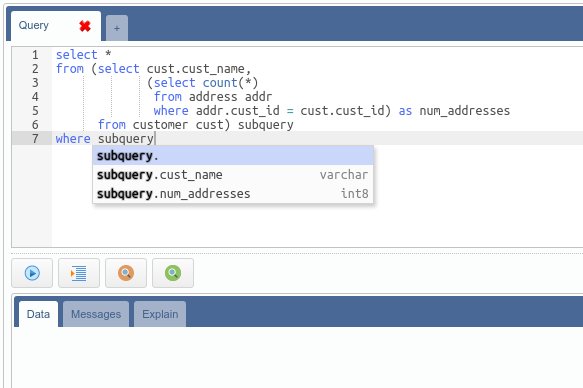 Query
+
1 select *
2 from (select cust.cust_name,
3 (select count(*)
4 from address addr
5 where addr.cust_id = cust.cust_id) as num_addresses
6 from customer cust) subquery
7 where subquery
subquery.
subquery.cust_name varchar
subquery.num_addresses int8
Data Messages Explain